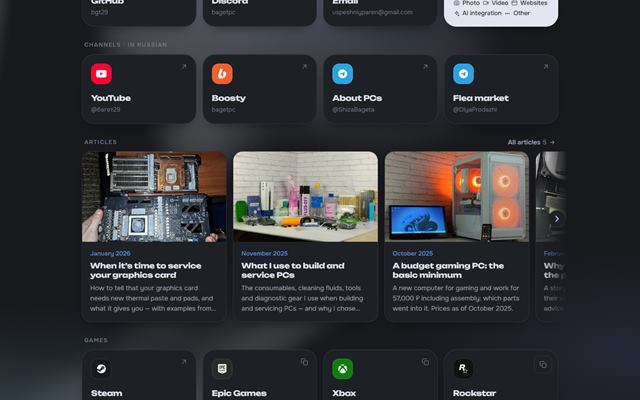 GitHub
bgt29
Discord
bagetpc
Email
uspeshniyparen@gmail.com
Photo Video Websites
AI integration ••• Other
CHANNELS · IN RUSSIAN
YouTube
@6aret29
Boosty
bagetpc
About PCs
@ShizaBageta
Flea market
@DlyaProdazhi
ARTICLES
All articles 5 →
January 2026
When it's time to service
your graphics card
How to tell that your graphics card
needs new thermal paste and pads, and
what it gives you — with examples from...
November 2025
What I use to build and
service PCs
The consumables, cleaning fluids, tools
and diagnostic gear I use when building
and servicing PCs — and why I chose...
October 2025
A budget gaming PC: the
basic minimum
A new computer for gaming and work for
57,000 ₽ including assembly: which parts
went into it. Prices as of October 2025.
Why
the p
A sto
advice
GAMES
Steam
Epic Games
Xbox
Rockstar